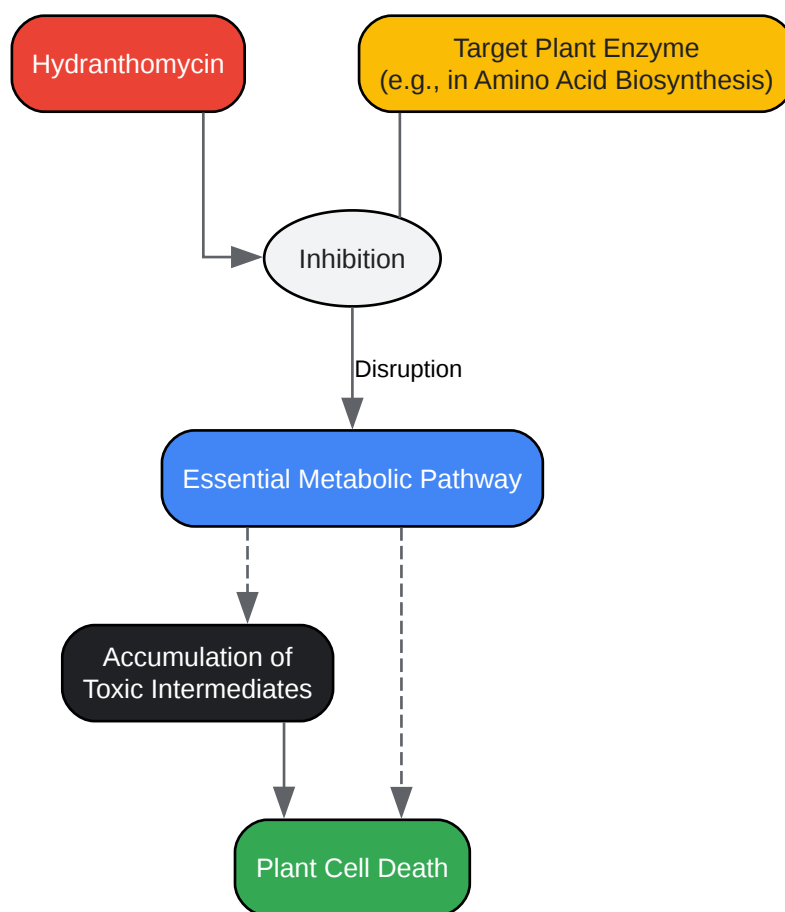 Hydranthomycin
Target Plant Enzyme
(e.g., in Amino Acid Biosynthesis)
Inhibition
Disruption
Essential Metabolic Pathway
Accumulation of
Toxic Intermediates
Plant Cell Death